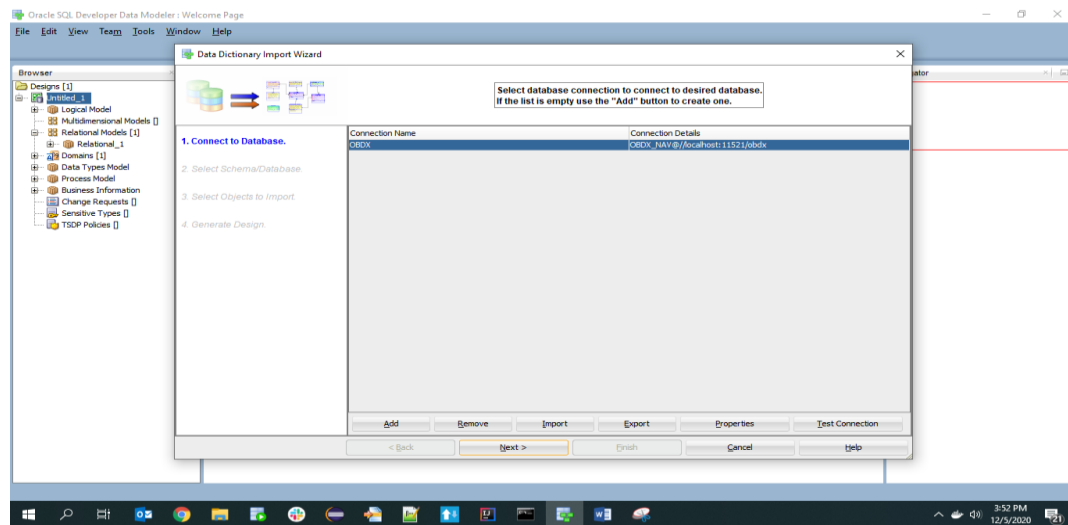 Oracle SQL Developer Data Modeler : Welcome Page
File Edit View Team Tools Window Help
Data Dictionary Import Wizard
Browser
Designs [1]
Untitled_1
Logical Model
Multidimensional Models []
Relational Models [1]
Relational_1
Domains [1]
Data Types Model
Process Model
Business Information
Change Requests []
Sensitive Types []
TSDP Policies []
Select database connection to connect to desired database.
If the list is empty use the "Add" button to create one.
1. Connect to Database.
2. Select Schema/Database.
3. Select Objects to Import.
4. Generate Design.
Connection Name Connection Details
OBDX OBDX_NAV@//localhost:11521/obdx
Add Remove Import Export Properties Test Connection
< Back Next > Finish Cancel Help
3:52 PM
12/5/2020